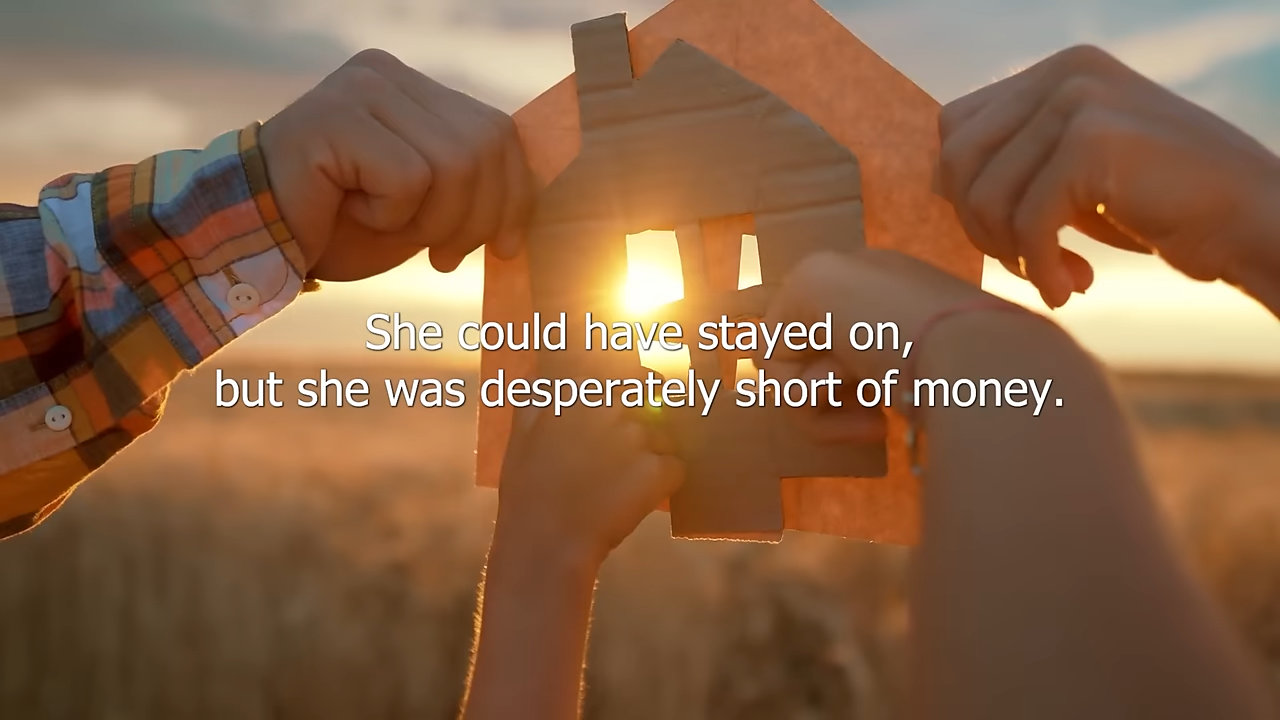 She could have stayed on,
but she was desperately short of money.